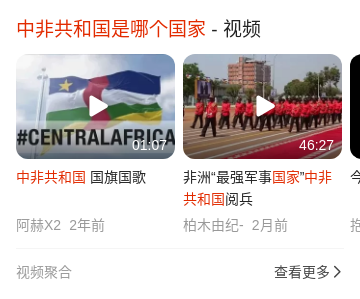 中非共和国是哪个国家 - 视频
#CENTRALAFRICA
01:07
46:27
中非共和国 国旗国歌
非洲“最强军事国家”中非
共和国阅兵
今
阿赫X2 2年前
柏木由纪- 2月前
视频聚合
查看更多